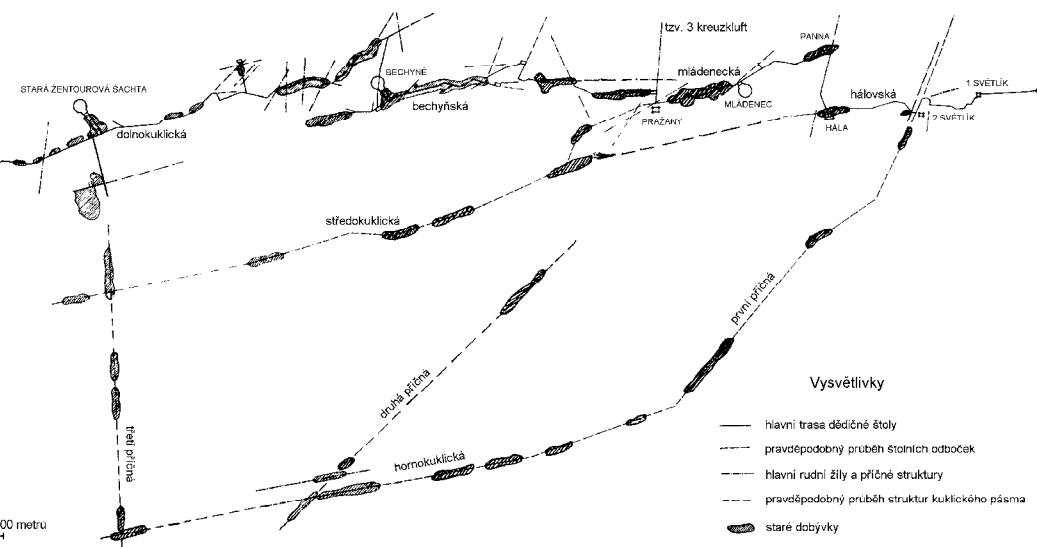 tzv. 3 kreuzkluft
PANNA
BECHYNĚ
STARÁ ŽENTOUROVÁ ŠACHTA
mládenecká
1 SVĚTLÍK
MLÁDENEC
hálovská
bechyňská
dolnokuklická
PRAŽANY
HÁLA
2 SVĚTLÍK
středokuklická
první příčná
druhá příčná
třetí příčná
hornokuklická
Vysvětlivky
hlavní trasa dědičné štoly
pravděpodobný průběh štolních odboček
hlavní rudní žíly a příčné struktury
pravděpodobný průběh struktur kuklického pásma
staré dobývky
00 metrů